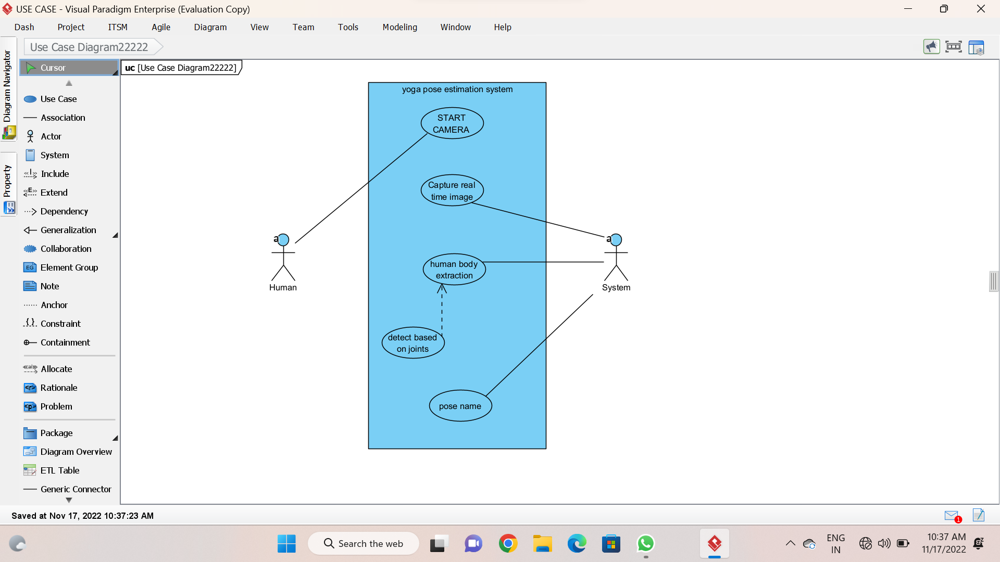 USE CASE - Visual Paradigm Enterprise (Evaluation Copy)
Dash Project ITSM Agile Diagram View Team Tools Modeling Window Help
Use Case Diagram22222
Diagram Navigator
Property
Cursor
Use Case
Association
Actor
System
Include
Extend
Dependency
Generalization
Collaboration
EG Element Group
Note
Anchor
Constraint
Containment
Allocate
Rationale
Problem
Package
Diagram Overview
ETL Table
Generic Connector
uc [Use Case Diagram22222]
yoga pose estimation system
START
CAMERA
Capture real
time image
human body
extraction
detect based
on joints
pose name
a
Human
a
System
Saved at Nov 17, 2022 10:37:23 AM
1
Search the web
ENG
IN
10:37 AM
11/17/2022